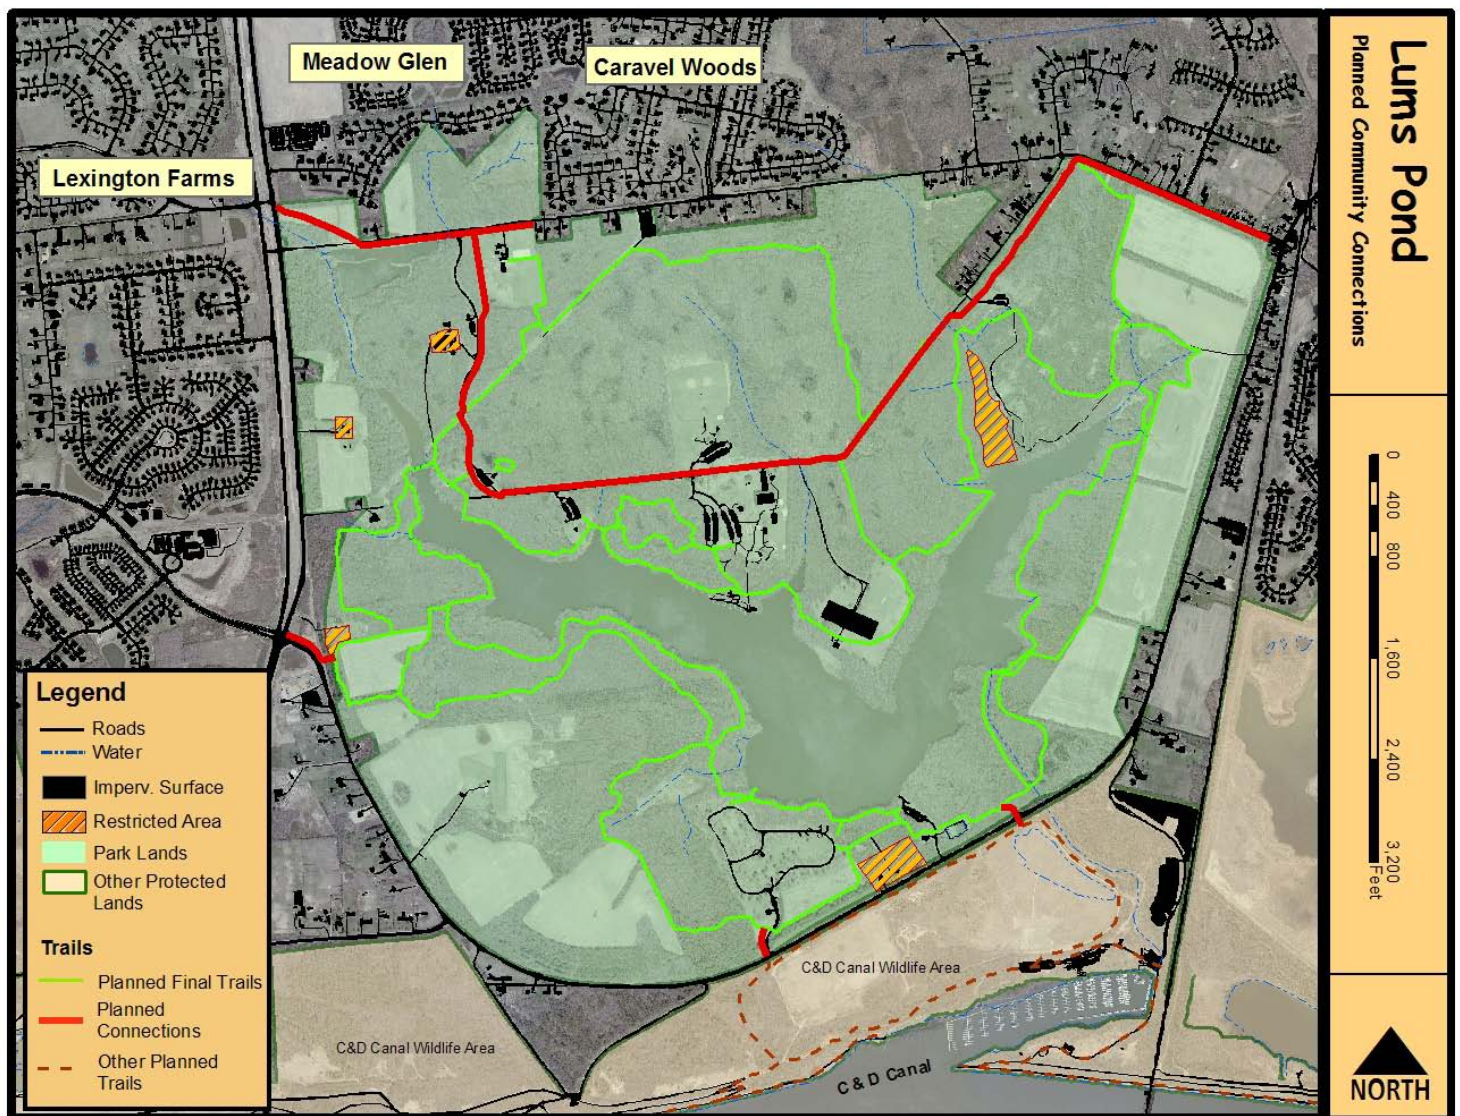 Meadow Glen
Caravel Woods
Lexington Farms
Lums Pond
Planned Community Connections
0
400
800
1,600
2,400
3,200
Feet
NORTH
Legend
Roads
Water
Imperv. Surface
Restricted Area
Park Lands
Other Protected
Lands
Trails
Planned Final Trails
Planned
Connections
Other Planned
Trails
C&D Canal Wildlife Area
C&D Canal Wildlife Area
C & D Canal